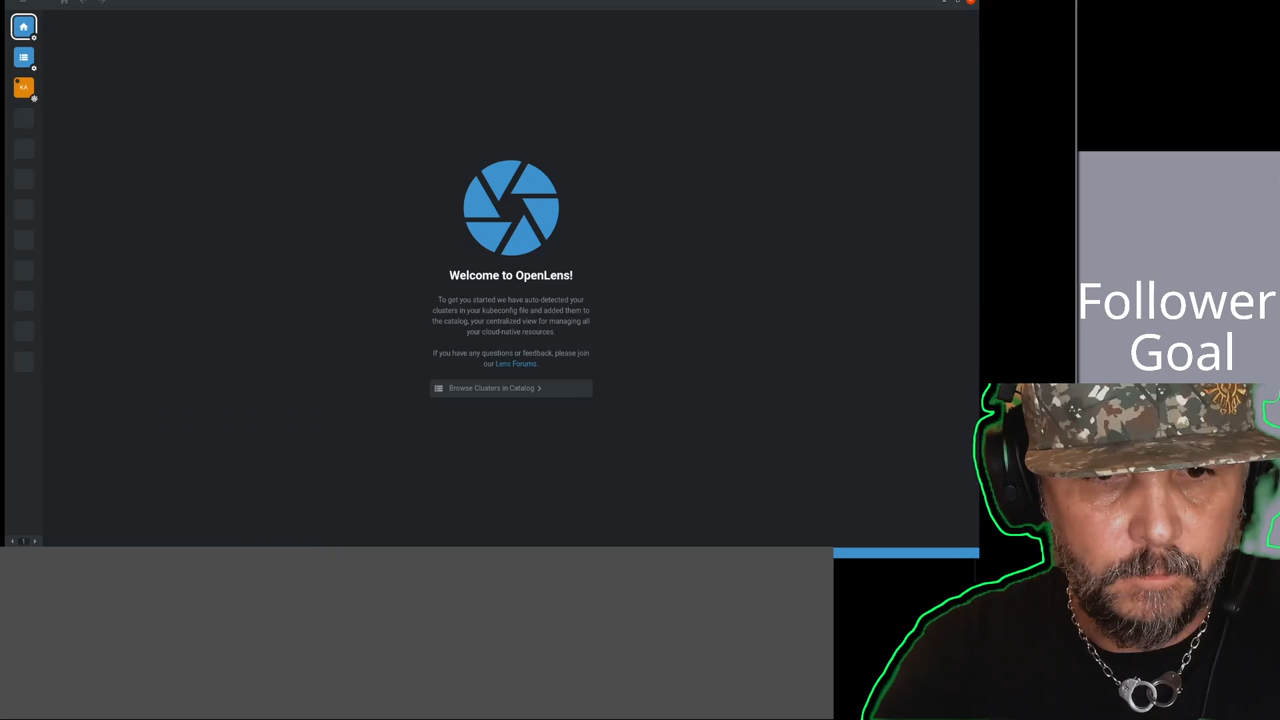 KA
Welcome to OpenLens!
To get you started we have auto-detected your
clusters in your kubeconfig file and added them to
the catalog, your centralized view for managing all
your cloud-native resources.
If you have any questions or feedback, please join
our Lens Forums.
Browse Clusters in Catalog
1
Follower
Goal